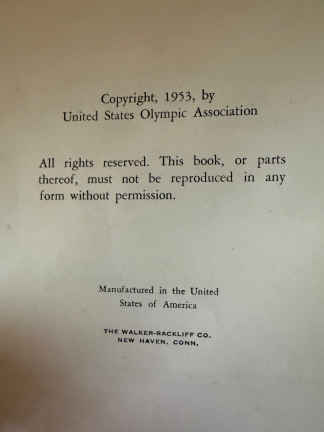 Copyright, 1953, by
United States Olympic Association
All rights reserved. This book, or parts
thereof, must not be reproduced in any
form without permission.
Manufactured in the United
States of America
THE WALKER-RACKLIFF CO.
NEW HAVEN, CONN.